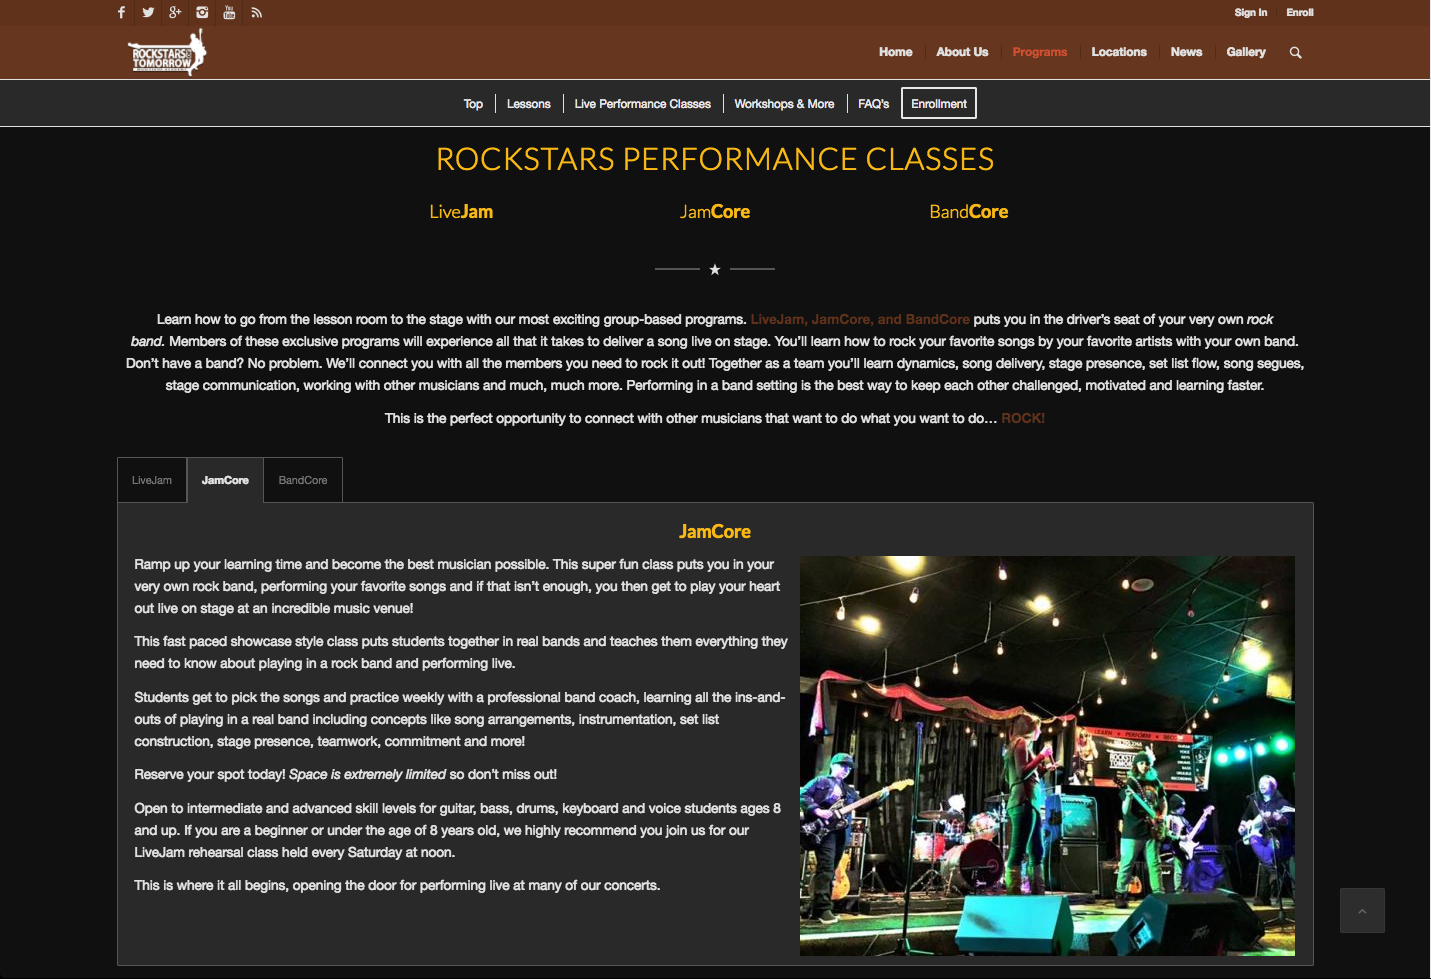 Sign In Enroll
ROCKSTARS OF
TOMORROW
Home About Us Programs Locations News Gallery
Top Lessons Live Performance Classes Workshops & More FAQ's Enrollment
ROCKSTARS PERFORMANCE CLASSES
LiveJam JamCore BandCore
Learn how to go from the lesson room to the stage with our most exciting group-based programs. LiveJam, JamCore, and BandCore puts you in the driver's seat of your very own rock
band. Members of these exclusive programs will experience all that it takes to deliver a song live on stage. You'll learn how to rock your favorite songs by your favorite artists with your own band.
Don't have a band? No problem. We'll connect you with all the members you need to rock it out! Together as a team you'll learn dynamics, song delivery, stage presence, set list flow, song segues,
stage communication, working with other musicians and much, much more. Performing in a band setting is the best way to keep each other challenged, motivated and learning faster.
This is the perfect opportunity to connect with other musicians that want to do what you want to do… ROCK!
LiveJam JamCore BandCore
JamCore
Ramp up your learning time and become the best musician possible. This super fun class puts you in your
very own rock band, performing your favorite songs and if that isn't enough, you then get to play your heart
out live on stage at an incredible music venue!
This fast paced showcase style class puts students together in real bands and teaches them everything they
need to know about playing in a rock band and performing live.
Students get to pick the songs and practice weekly with a professional band coach, learning all the ins-and-
outs of playing in a real band including concepts like song arrangements, instrumentation, set list
construction, stage presence, teamwork, commitment and more!
Reserve your spot today! Space is extremely limited so don't miss out!
Open to intermediate and advanced skill levels for guitar, bass, drums, keyboard and voice students ages 8
and up. If you are a beginner or under the age of 8 years old, we highly recommend you join us for our
LiveJam rehearsal class held every Saturday at noon.
This is where it all begins, opening the door for performing live at many of our concerts.
LEARN PERFORM RECORD
ROCKSTARS
TOMORROW
GUITAR
VOICE
KEYS
DRUMS
BASS
UKULELE
RECORDING
PEAVEY